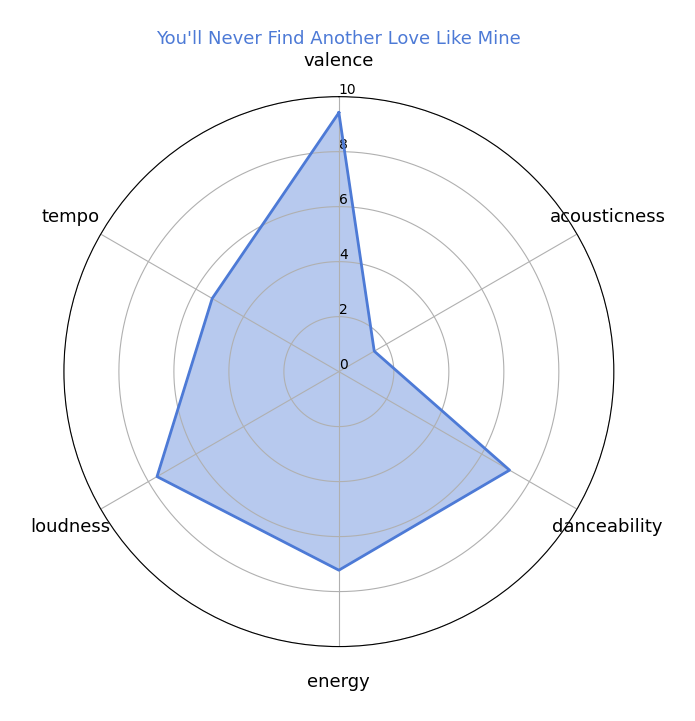 You'll Never Find Another Love Like Mine
valence
10
8
tempo
acousticness
6
4
2
0
loudness
danceability
energy